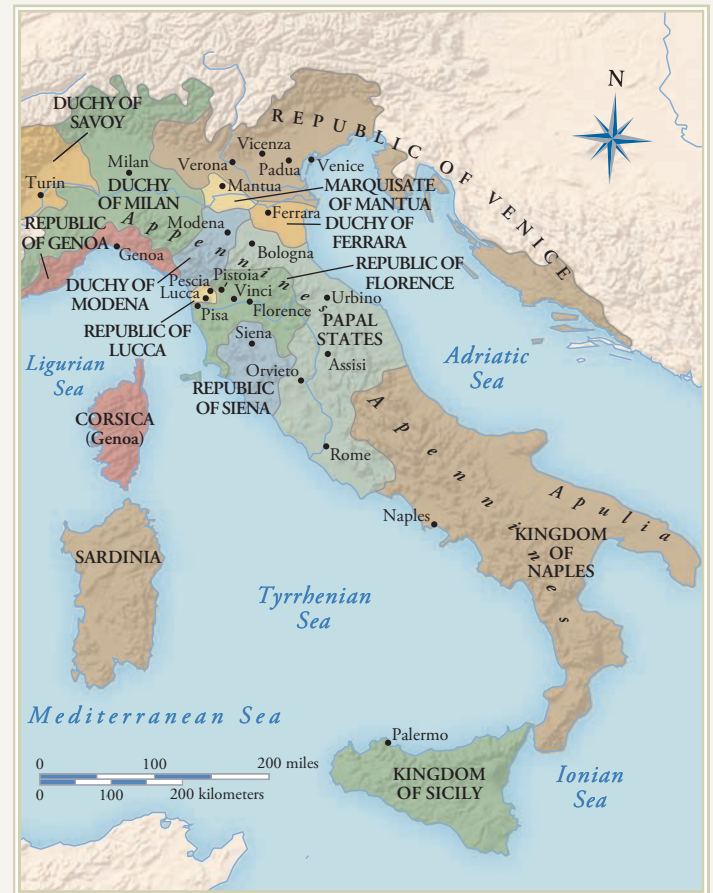 N
DUCHY OF
SAVOY
REPUBLIC OF VENICE
Vicenza
Milan
Verona
Padua
Venice
Turin
DUCHY
OF MILAN
Mantua
MARQUISATE
OF MANTUA
REPUBLIC
OF GENOA
Appennines
Modena
Ferrara
DUCHY OF
FERRARA
Genoa
Bologna
REPUBLIC OF
FLORENCE
DUCHY OF
MODENA
Pescia
Pistoia
Lucca
Vinci
Urbino
Pisa
Florence
PAPAL
STATES
REPUBLIC OF
LUCCA
Siena
Ligurian
Sea
Adriatic
Sea
Orvieto
Assisi
REPUBLIC
OF SIENA
CORSICA
(Genoa)
Apennines
Rome
Apulia
Naples
KINGDOM
OF
NAPLES
SARDINIA
Tyrrhenian
Sea
Mediterranean Sea
Palermo
0 100 200 miles
0 100 200 kilometers
KINGDOM
OF SICILY
Ionian
Sea